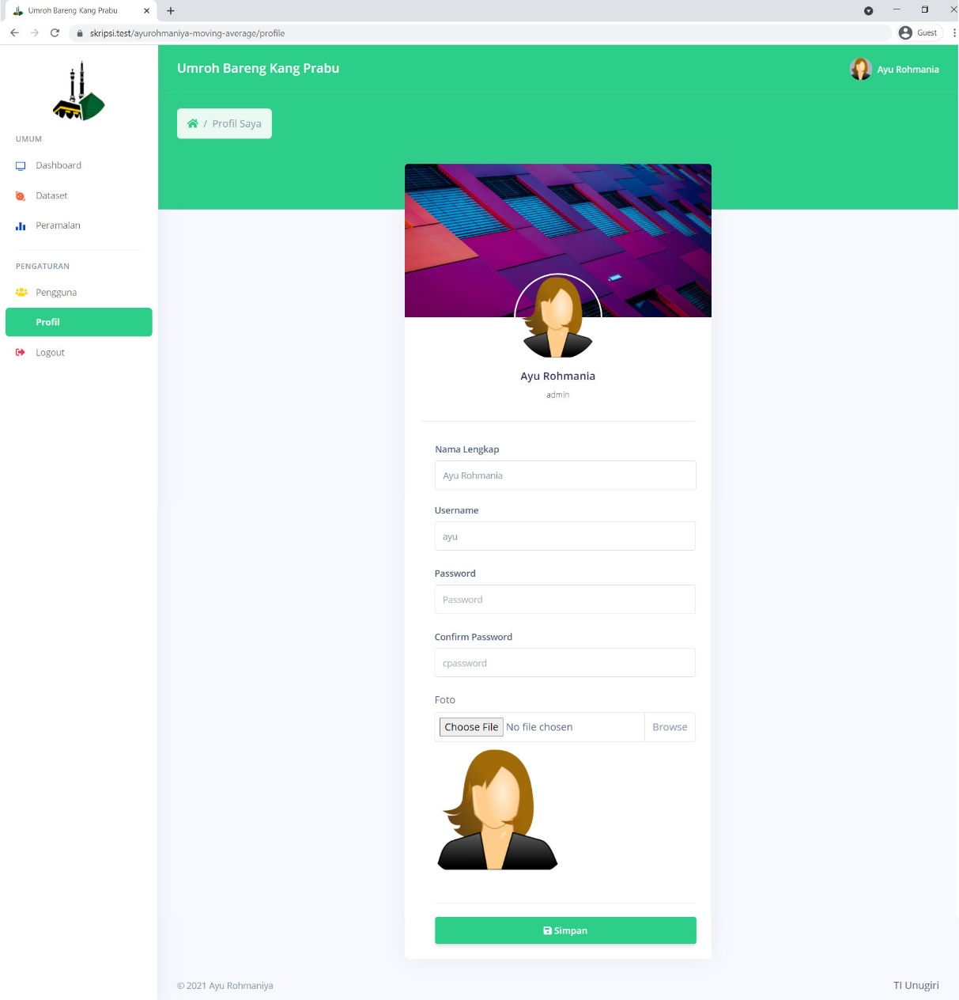 Umroh Bareng Kang Prabu
skripsi.test/ayurohmaniya-moving-average/profile
Guest
Umroh Bareng Kang Prabu
Ayu Rohmania
/ Profil Saya
UMUM
Dashboard
Dataset
Peramalan
PENGATURAN
Pengguna
Profil
Logout
Ayu Rohmania
admin
Nama Lengkap
Ayu Rohmania
Username
ayu
Password
Password
Confirm Password
cpassword
Foto
Choose File No file chosen Browse
Simpan
© 2021 Ayu Rohmaniya
TI Unugiri